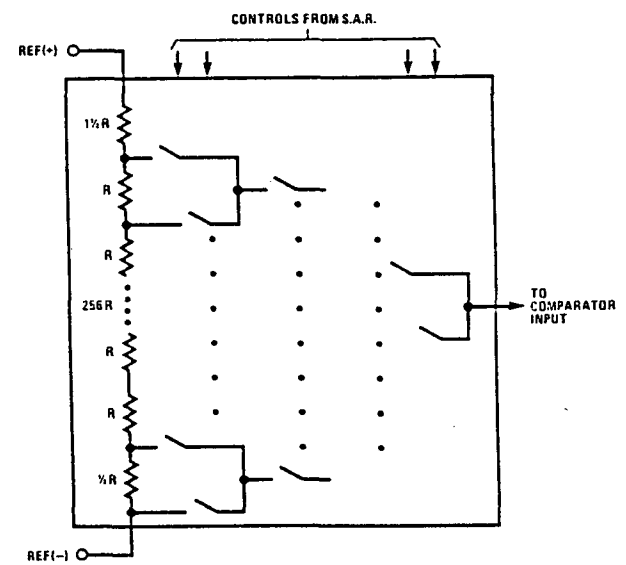 CONTROLS FROM S.A.R.
REF(+)
1½R
R
R
256R
R
R
½R
REF(−)
TO
COMPARATOR
INPUT